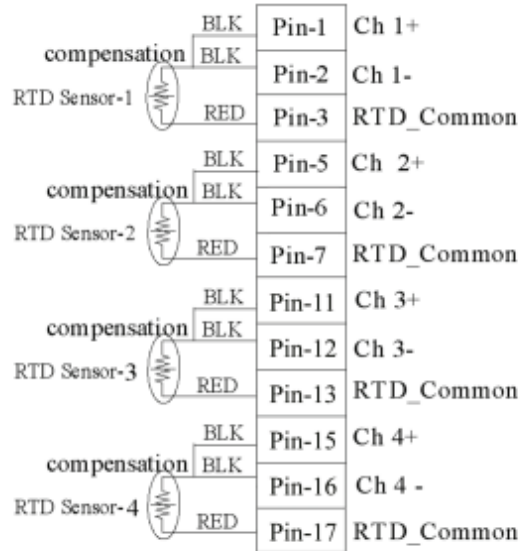 BLK Pin-1 Ch 1+
compensation BLK Pin-2 Ch 1-
RTD Sensor-1
RED Pin-3 RTD_Common
BLK Pin-5 Ch 2+
compensation BLK Pin-6 Ch 2-
RTD Sensor-2
RED Pin-7 RTD_Common
BLK Pin-11 Ch 3+
compensation BLK Pin-12 Ch 3-
RTD Sensor-3
RED Pin-13 RTD_Common
BLK Pin-15 Ch 4+
compensation BLK Pin-16 Ch 4 -
RTD Sensor-4
RED Pin-17 RTD_Common